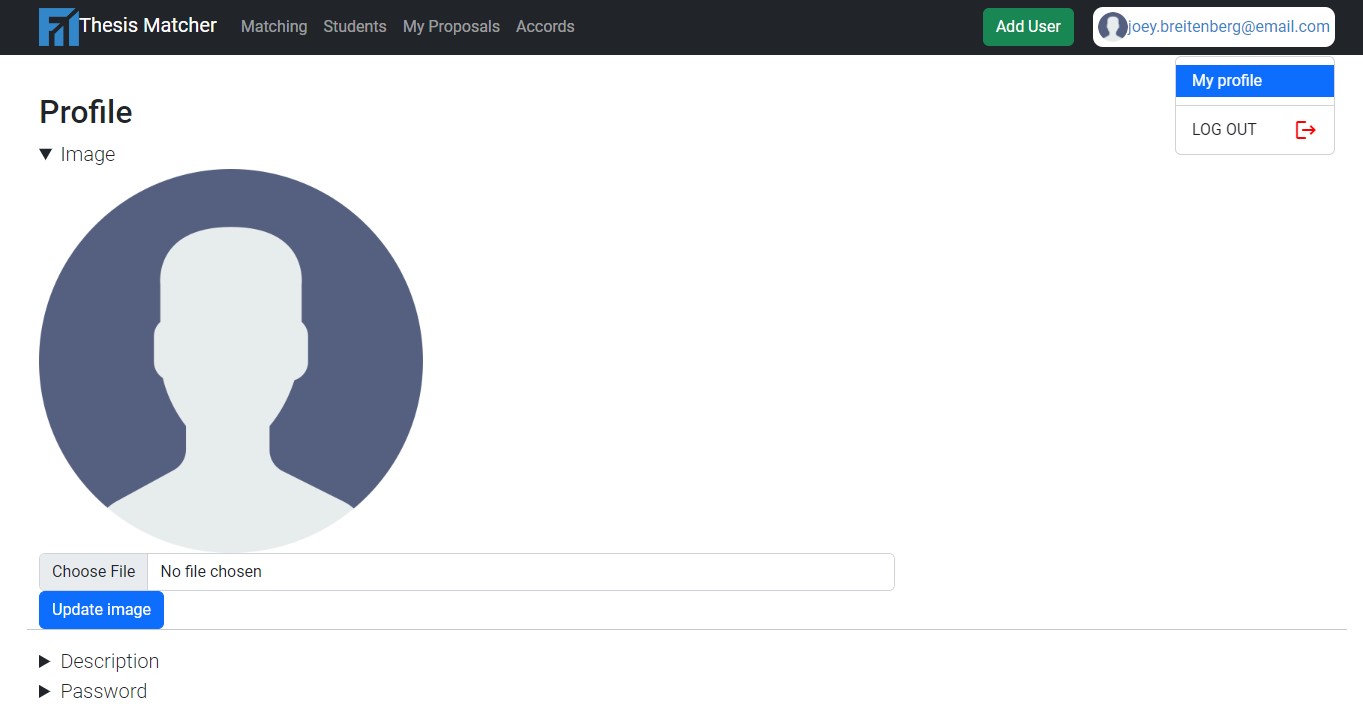 Thesis Matcher Matching Students My Proposals Accords Add User joey.breitenberg@email.com
My profile
LOG OUT
Profile
Image
Choose File No file chosen
Update image
Description
Password